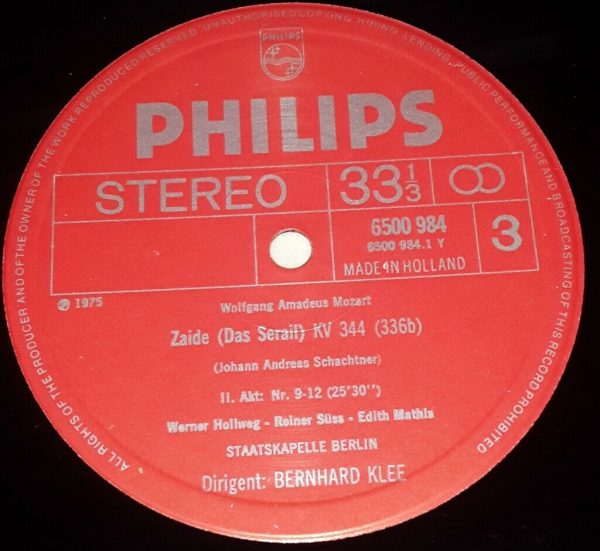 ALL RIGHTS OF THE PRODUCER AND OF THE OWNER OF THE WORK REPRODUCED RESERVED UNAUTHORISED COPYING HIRING LENDING, PUBLIC PERFORMANCE AND BROADCASTING OF THIS RECORD PROHIBITED
PHILIPS
PHILIPS
STEREO 33 1/3
6500 984
6500 984.1 Y
3
MADE IN HOLLAND
℗ 1975
Wolfgang Amadeus Mozart
Zaide (Das Serail) KV 344 (336b)
(Johann Andreas Schachtner)
II. Akt: Nr. 9-12 (25'30")
Werner Hollweg - Reiner Süss - Edith Mathis
STAATSKAPELLE BERLIN
Dirigent: BERNHARD KLEE